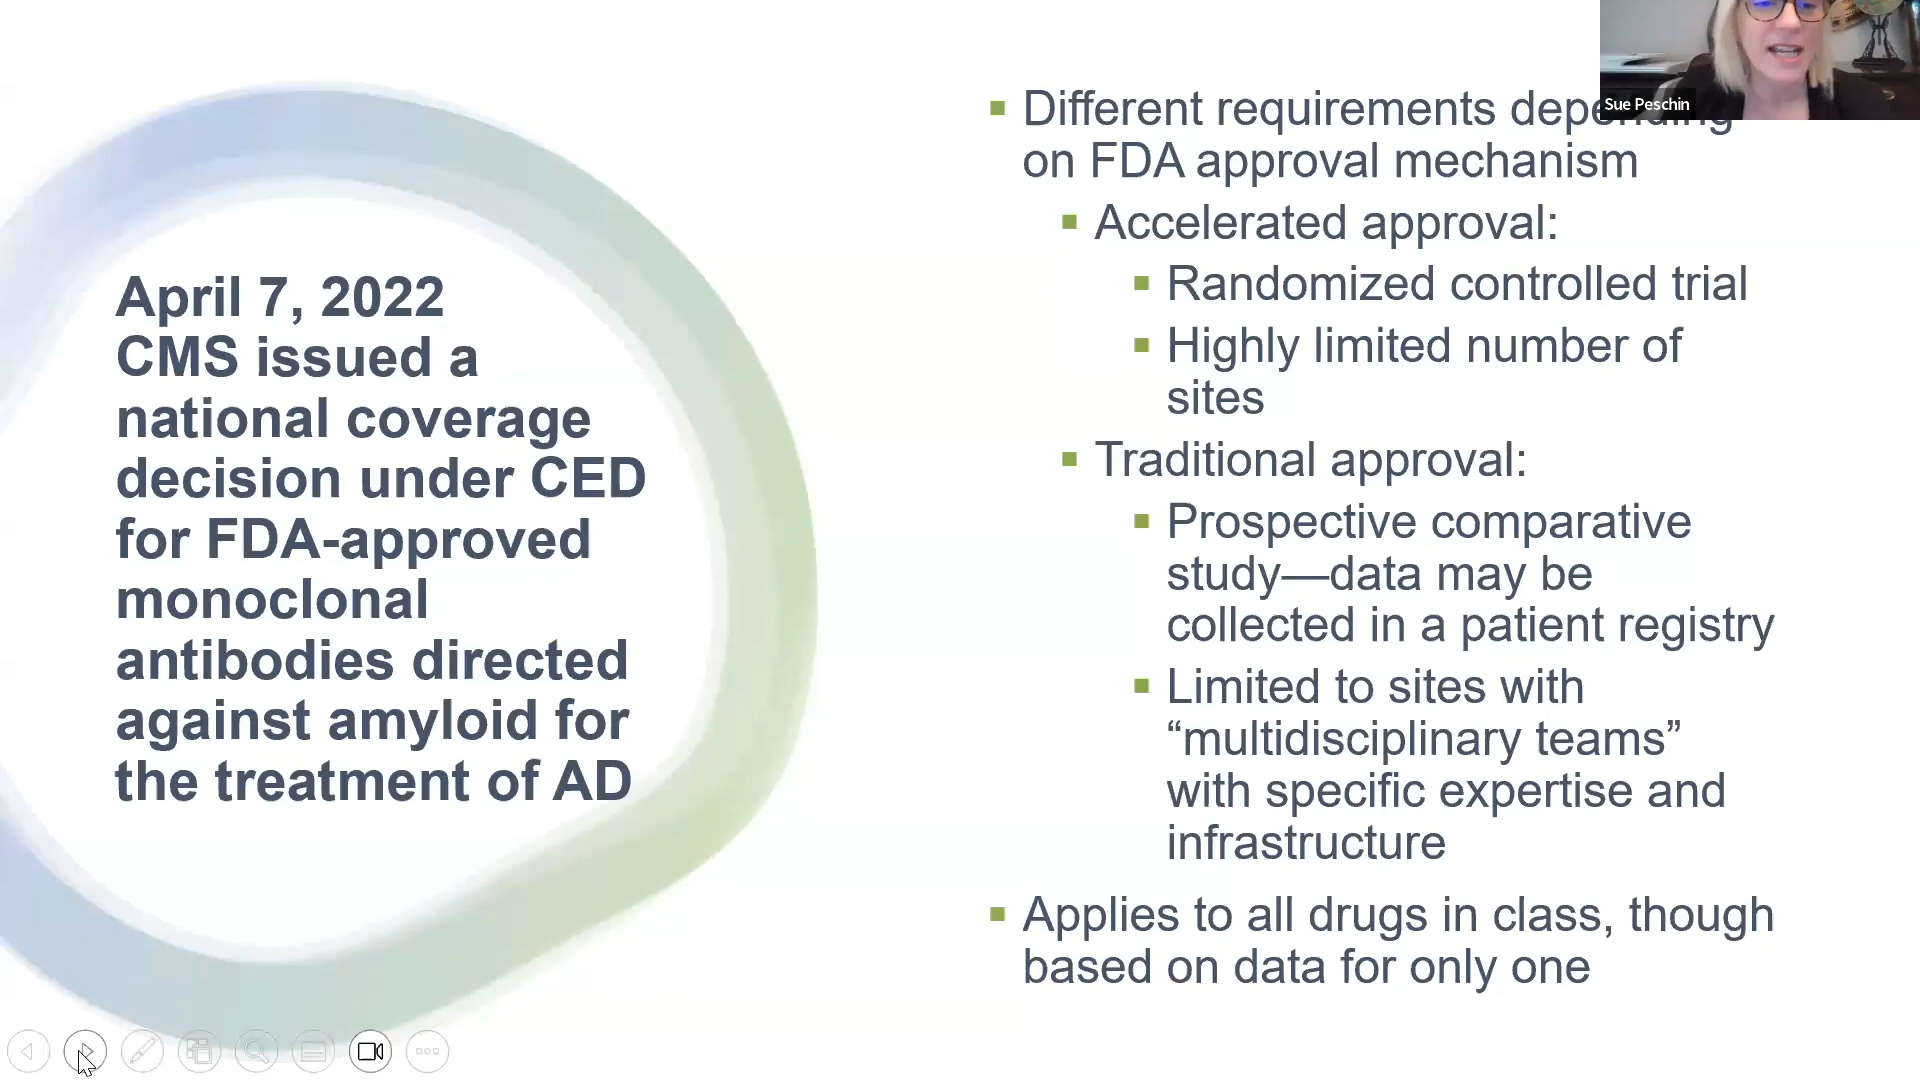 April 7, 2022
CMS issued a
national coverage
decision under CED
for FDA-approved
monoclonal
antibodies directed
against amyloid for
the treatment of AD
Different requirements depending
on FDA approval mechanism
Accelerated approval:
Randomized controlled trial
Highly limited number of
sites
Traditional approval:
Prospective comparative
study—data may be
collected in a patient registry
Limited to sites with
“multidisciplinary teams”
with specific expertise and
infrastructure
Applies to all drugs in class, though
based on data for only one
Sue Peschin